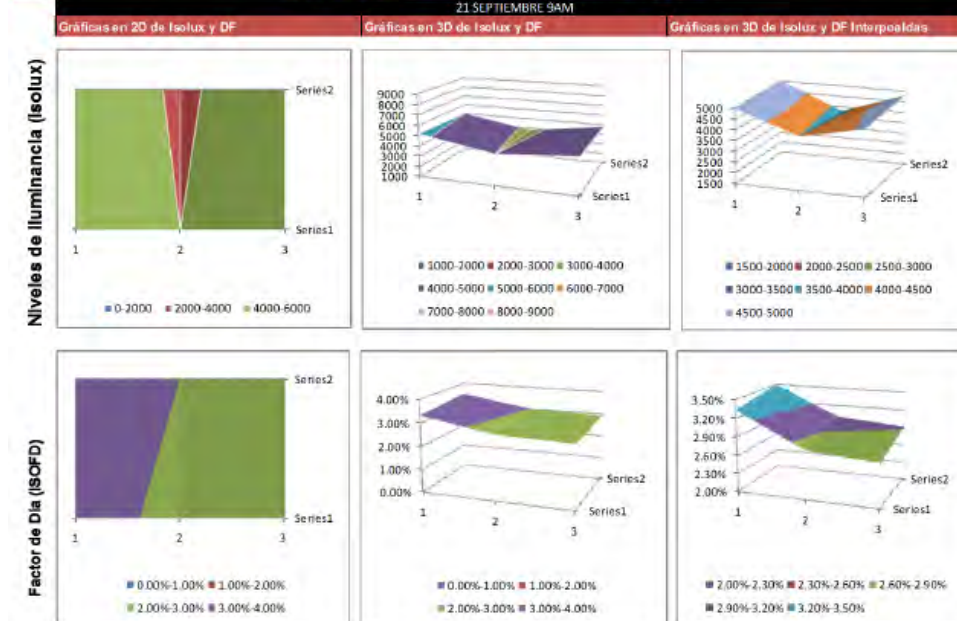 21 SEPTIEMBRE 9AM
Gráficas en 2D de Isolux y DF
Gráficas en 3D de Isolux y DF
Gráficas en 3D de Isolux y DF Interpoaldas
Niveles de Iluminancia (Isolux)
Series2
Series1
1 2 3
0-2000 2000-4000 4000-6000
9000
8000
7000
6000
5000
4000
3000
2000
1000
Series2
Series1
1 2 3
1000-2000 2000-3000 3000-4000
4000-5000 5000-6000 6000-7000
7000-8000 8000-9000
5000
4500
4000
3500
3000
2500
2000
1500
Series2
Series1
1 2 3
1500-2000 2000-2500 2500-3000
3000-3500 3500-4000 4000-4500
4500-5000
Factor de Dia (ISOFD)
Series2
Series1
1 2 3
0.00%-1.00% 1.00%-2.00%
2.00%-3.00% 3.00%-4.00%
4.00%
3.00%
2.00%
1.00%
0.00%
Series2
Series1
1 2 3
0.00%-1.00% 1.00%-2.00%
2.00%-3.00% 3.00%-4.00%
3.50%
3.20%
2.90%
2.60%
2.30%
2.00%
Series2
Series1
1 2 3
2.00%-2.30% 2.30%-2.60% 2.60%-2.90%
2.90%-3.20% 3.20%-3.50%